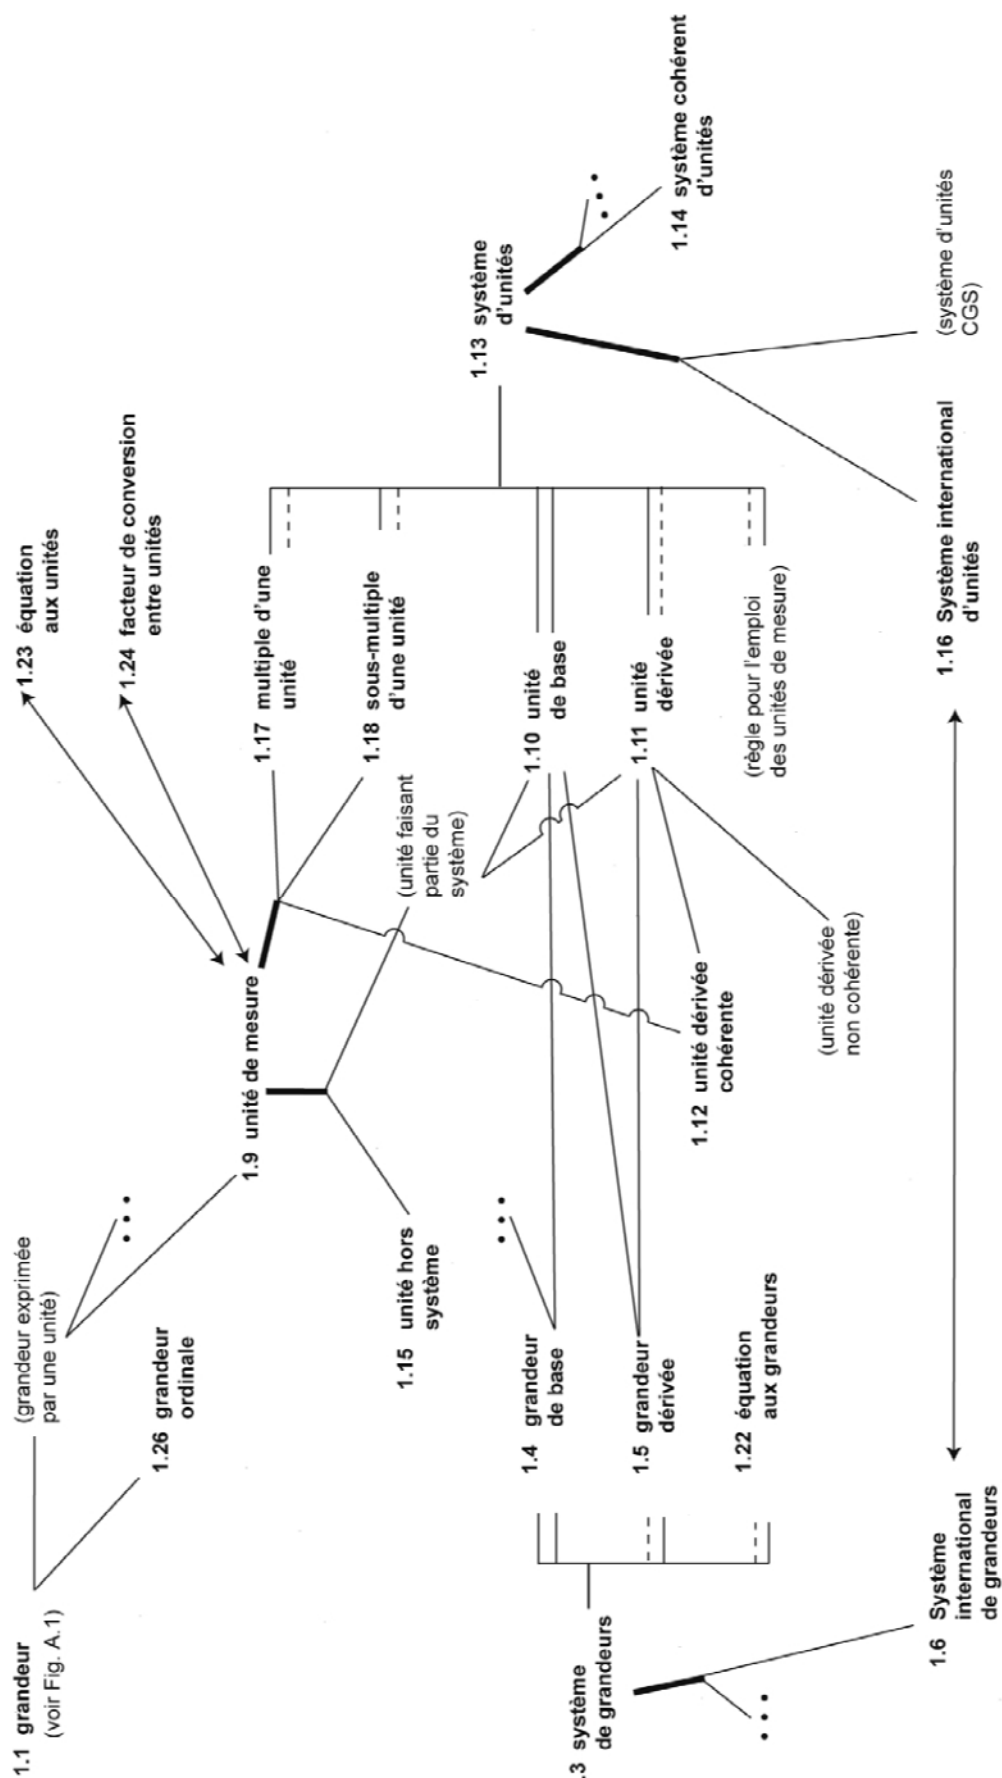 1.1 grandeur
(voir Fig. A.1)
(grandeur exprimée
par une unité)
1.26 grandeur
ordinale
• • •
1.23 équation
aux unités
1.24 facteur de conversion
entre unités
1.9 unité de mesure
1.17 multiple d'une
unité
1.18 sous-multiple
d'une unité
1.15 unité hors
système
(unité faisant
partie du
système)
1.13 système
d'unités
• • •
1.14 système cohérent
d'unités
.3 système
de grandeurs
• • •
1.4 grandeur
de base
• • •
1.10 unité
de base
1.5 grandeur
dérivée
1.11 unité
dérivée
1.12 unité dérivée
cohérente
1.22 équation
aux grandeurs
(règle pour l'emploi
des unités de mesure)
(unité dérivée
non cohérente)
1.6 Système
international
de grandeurs
1.16 Système international
d'unités
(système d'unités
CGS)